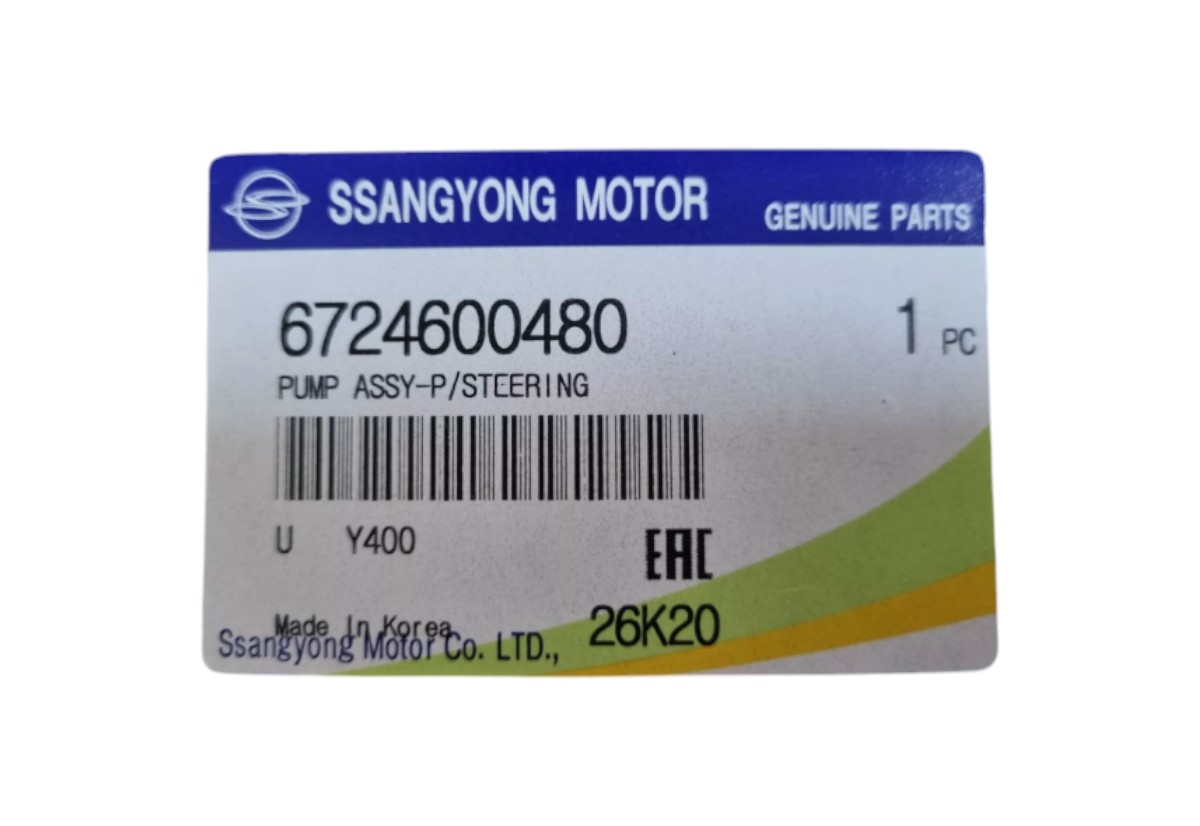 SSANGYONG MOTOR GENUINE PARTS
6724600480 1 PC
PUMP ASSY-P/STEERING
U Y400 EAC
Made In Korea 26K20
Ssangyong Motor Co. LTD.,